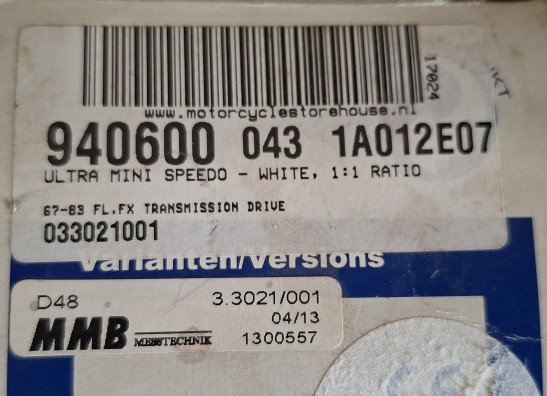 17024
www.motorcyclestorehouse.nl
940600 043 1A012E07
ULTRA MINI SPEEDO - WHITE, 1:1 RATIO
67-83 FL.FX TRANSMISSION DRIVE
033021001
Varianten/Versions
D48 3.3021/001
04/13
MMB MESSTECHNIK 1300557